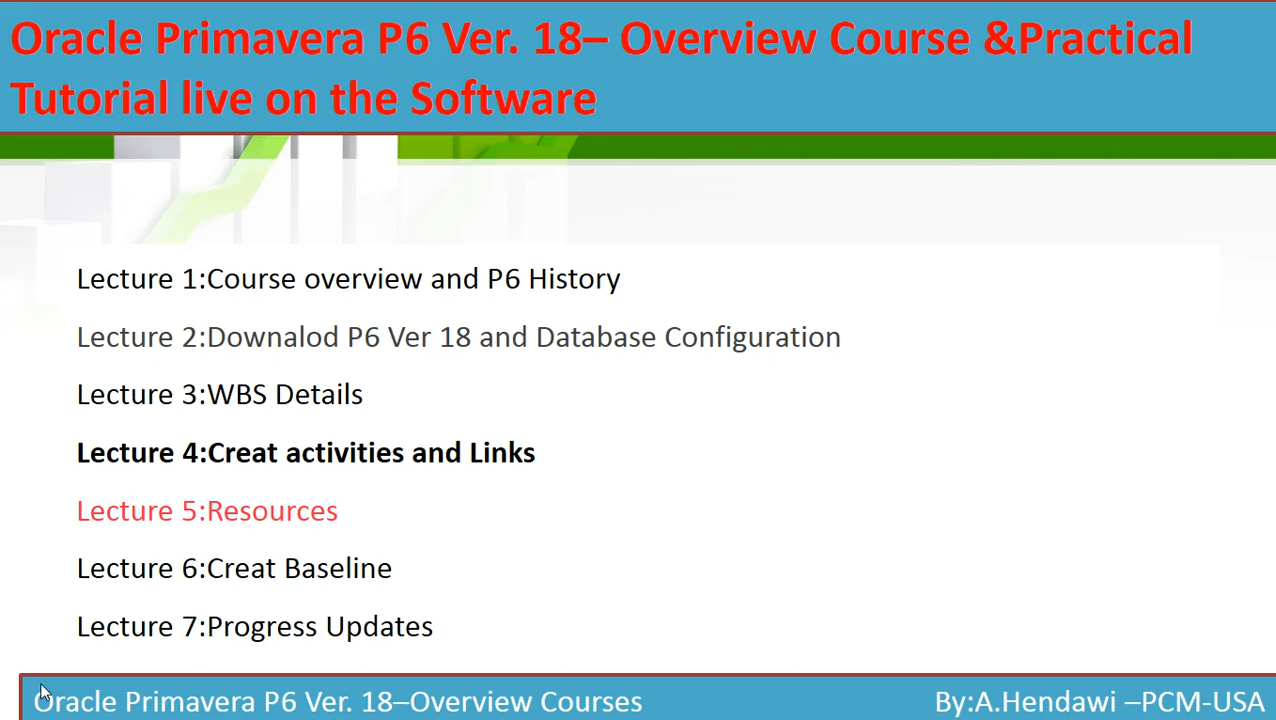 Oracle Primavera P6 Ver. 18– Overview Course &Practical
Tutorial live on the Software
Lecture 1:Course overview and P6 History
Lecture 2:Downalod P6 Ver 18 and Database Configuration
Lecture 3:WBS Details
Lecture 4:Creat activities and Links
Lecture 5:Resources
Lecture 6:Creat Baseline
Lecture 7:Progress Updates
Oracle Primavera P6 Ver. 18–Overview Courses
By:A.Hendawi –PCM-USA